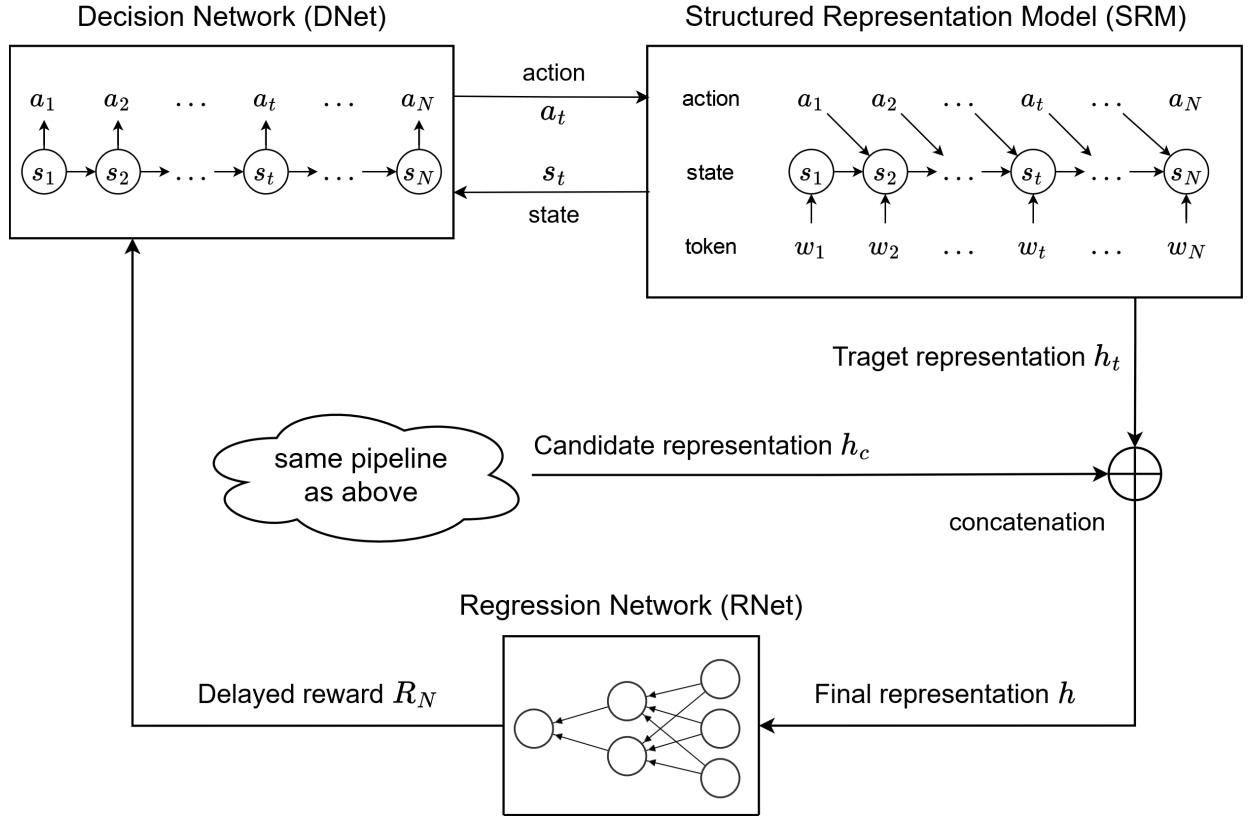 Decision Network (DNet)
Structured Representation Model (SRM)
a_1 a_2 ... a_t ... a_N
s_1 s_2 ... s_t ... s_N
action
a_t
s_t
state
action a_1 a_2 ... a_t ... a_N
state s_1 s_2 ... s_t ... s_N
token w_1 w_2 ... w_t ... w_N
Traget representation h_t
same pipeline
as above
Candidate representation h_c
concatenation
Regression Network (RNet)
Delayed reward R_N
Final representation h